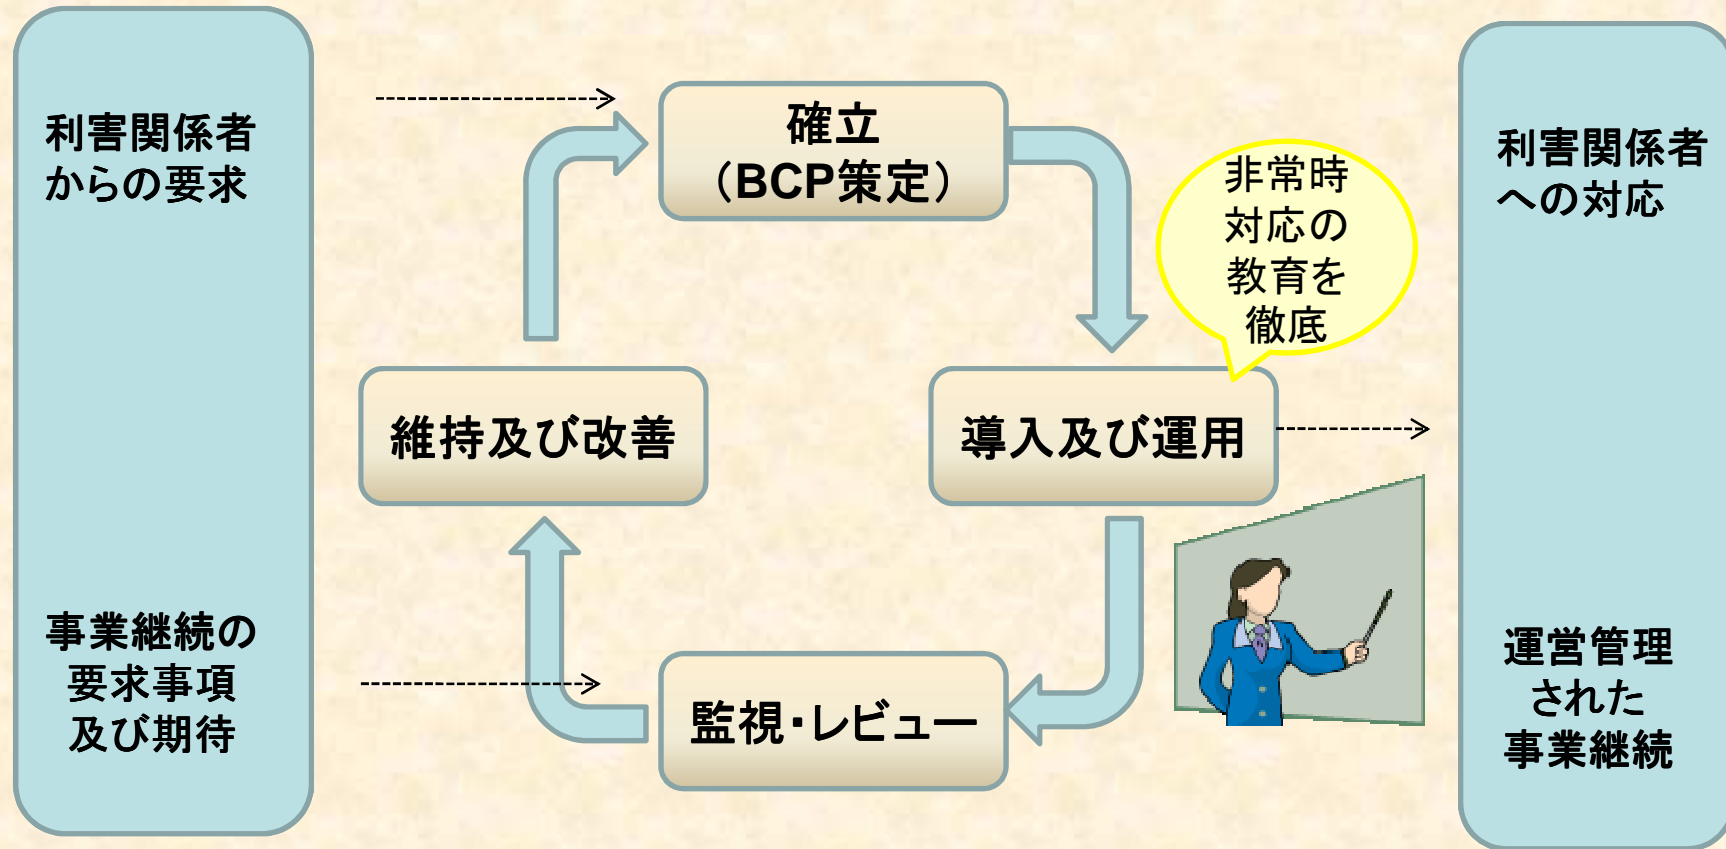 利害関係者
からの要求
事業継続の
要求事項
及び期待
確立
（BCP策定）
非常時
対応の
教育を
徹底
維持及び改善
導入及び運用
監視・レビュー
利害関係者
への対応
運営管理
された
事業継続